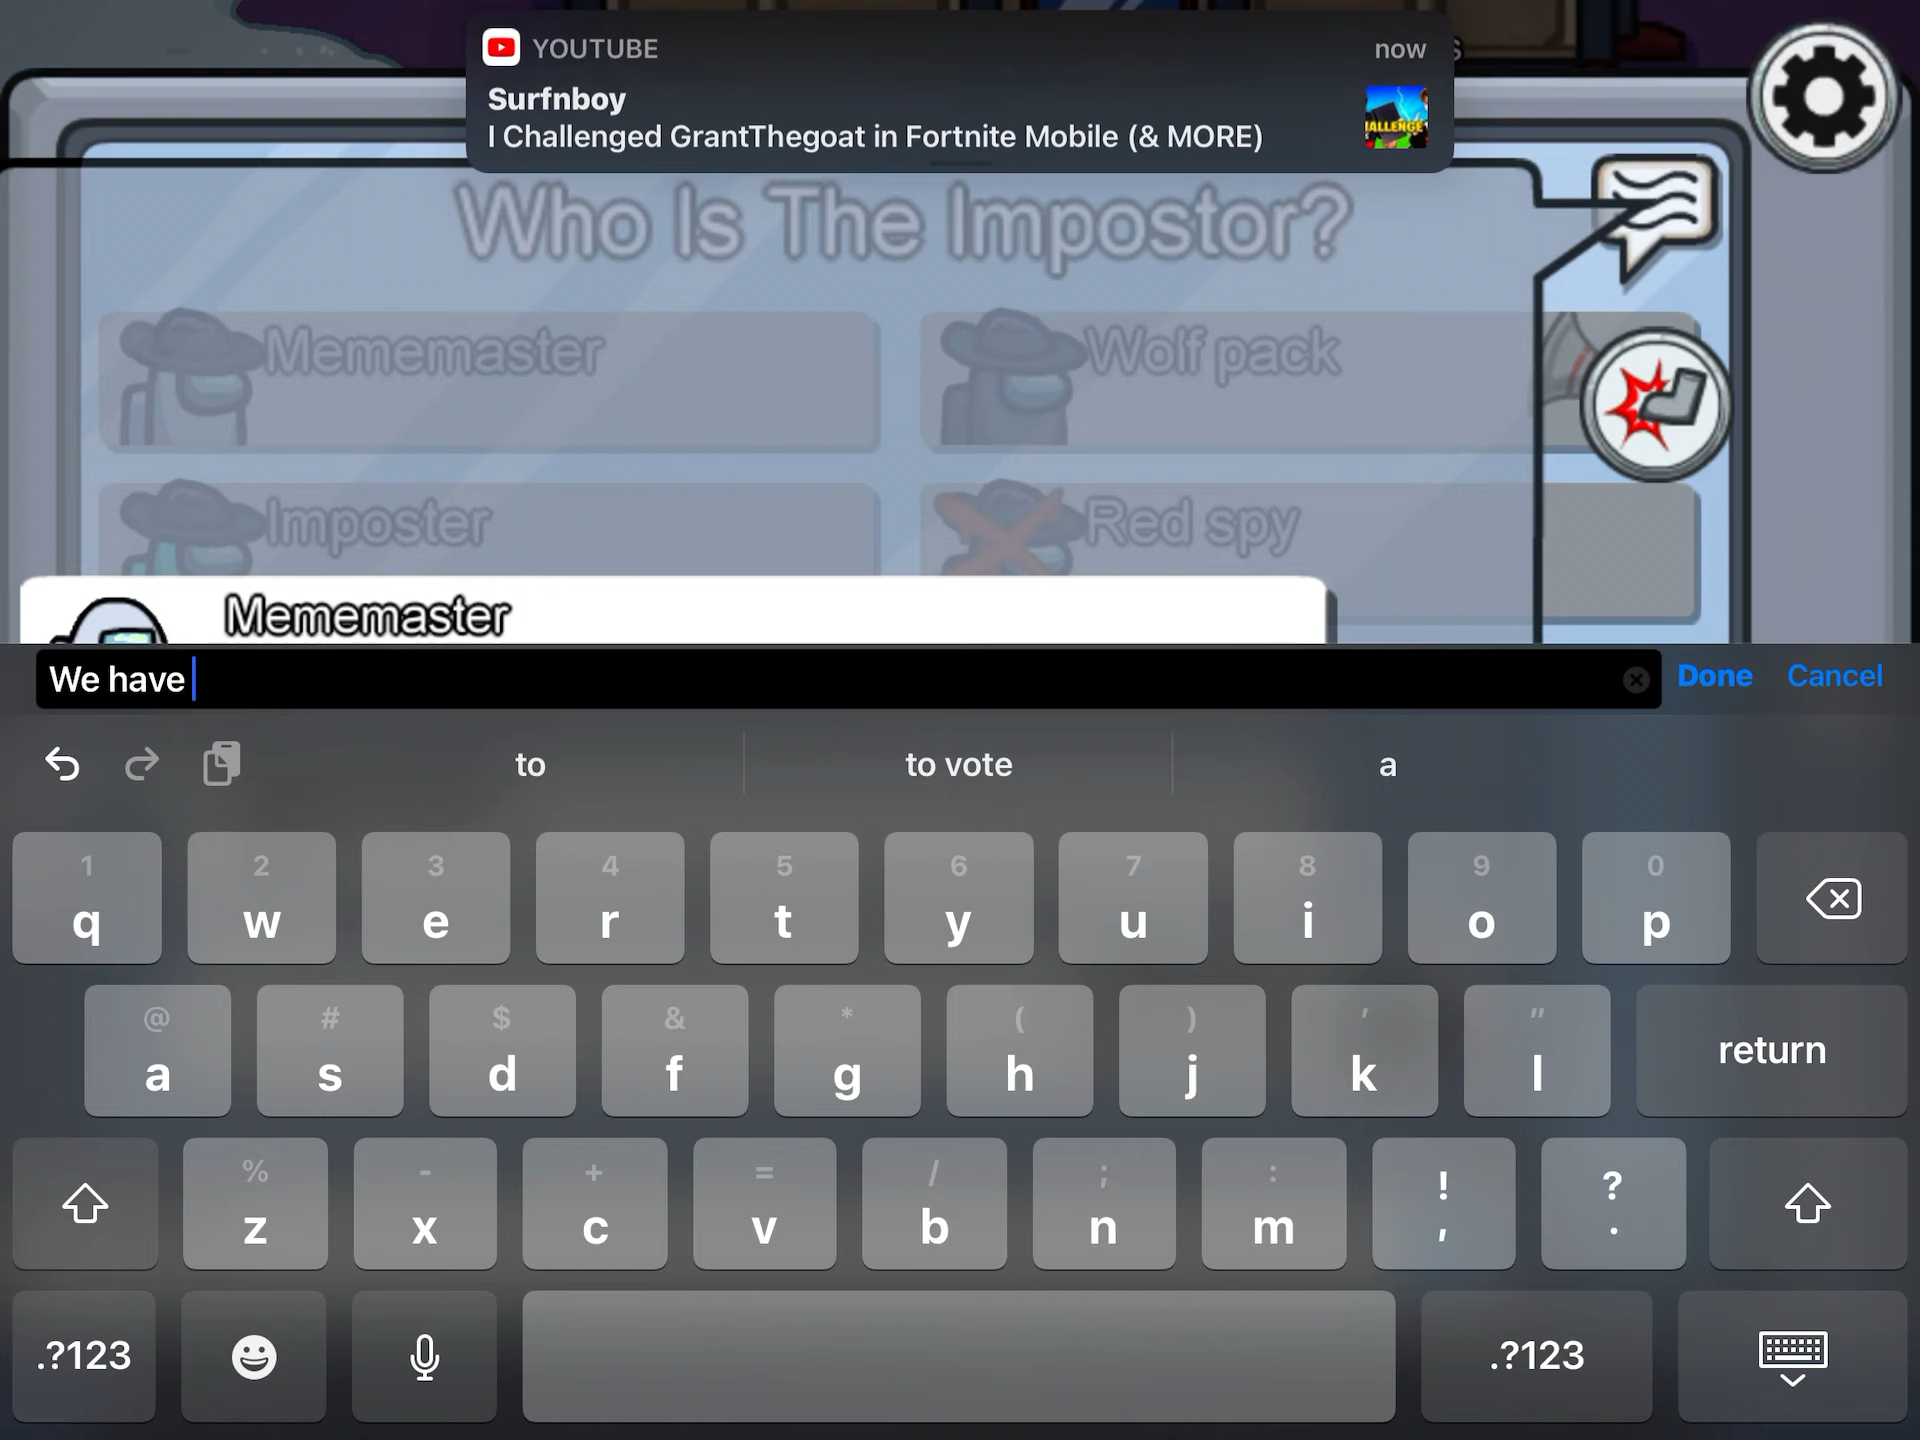 YOUTUBE
now
Surfnboy
I Challenged GrantThegoat in Fortnite Mobile (& MORE)
ALLENGE
Who Is The Impostor?
Mememaster
Wolf pack
Imposter
Red spy
Mememaster
We have
Done
Cancel
to
to vote
a
1 2 3 4 5 6 7 8 9 0
q w e r t y u i o p
@ # $ & * ( ) ' "
a s d f g h j k l
return
% - + = / ; : ! ?
z x c v b n m , .
.?123
.?123